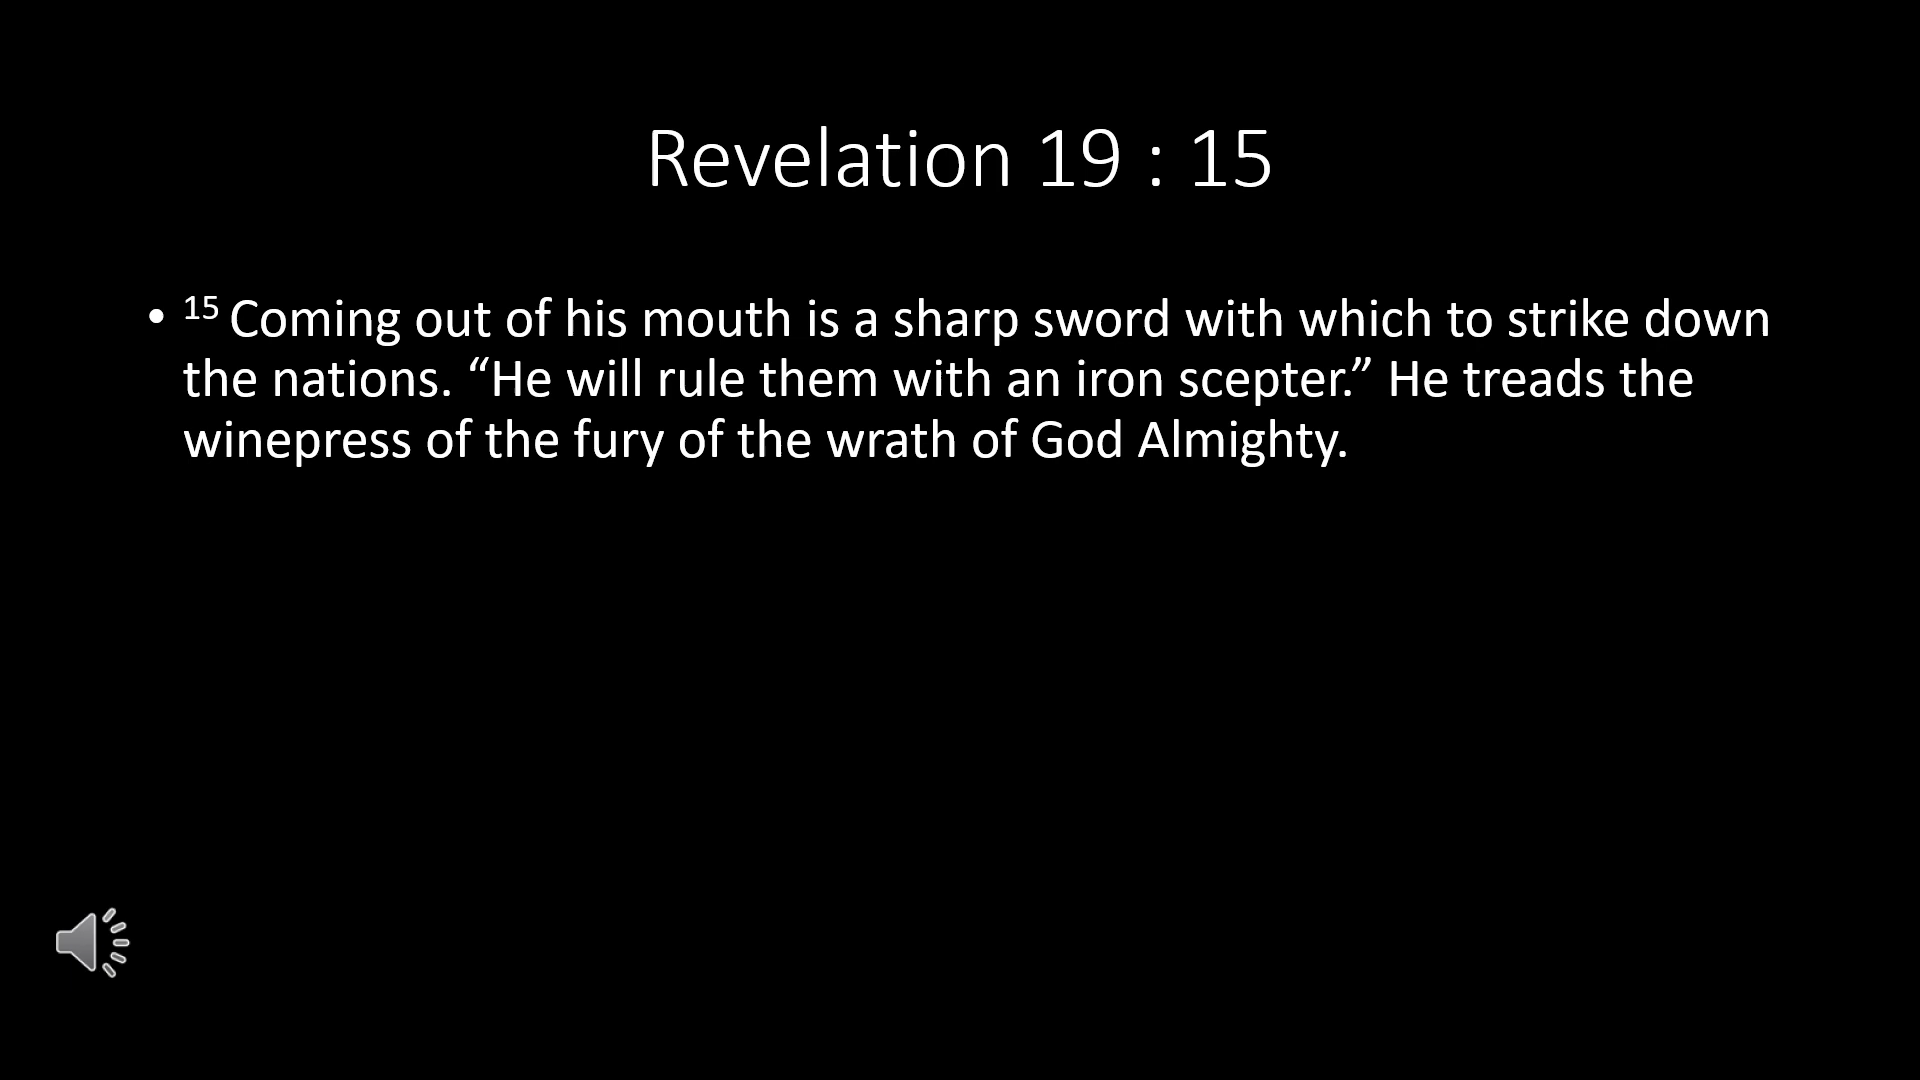 Revelation 19 : 15
• 15 Coming out of his mouth is a sharp sword with which to strike down
the nations. “He will rule them with an iron scepter.” He treads the
winepress of the fury of the wrath of God Almighty.